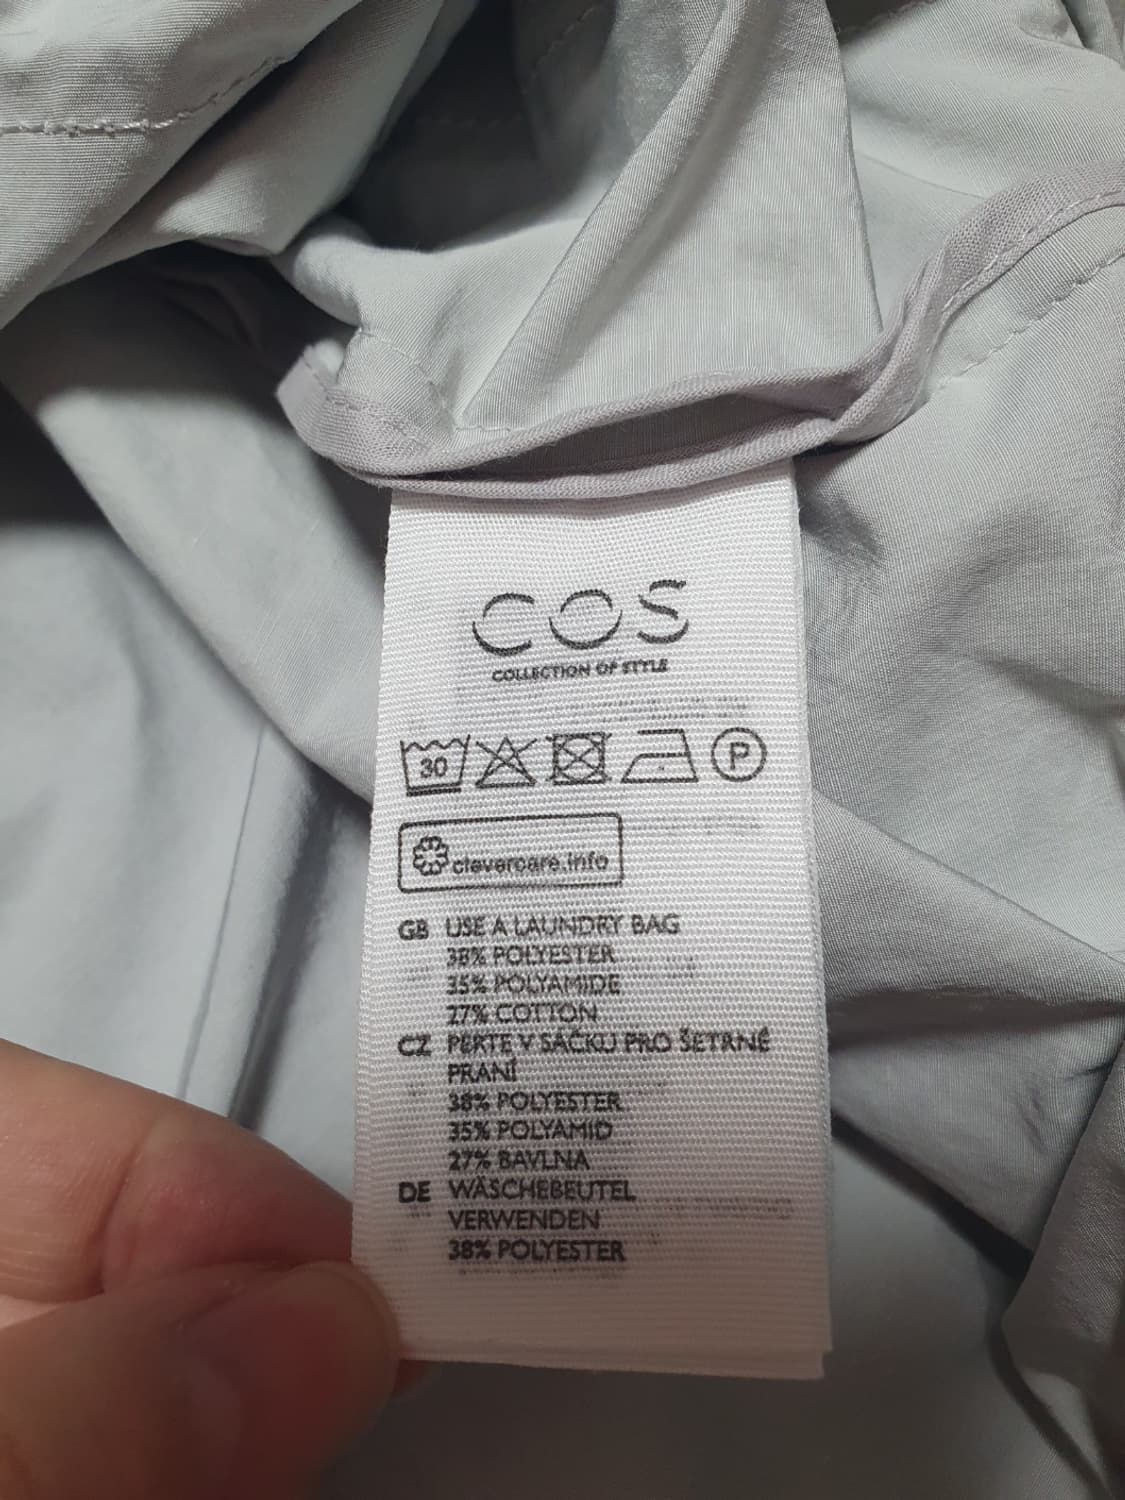 COS
COLLECTION OF STYLE
30 P
clevercare.info
GB USE A LAUNDRY BAG
38% POLYESTER
35% POLYAMIDE
27% COTTON
CZ PERTE V SÁČKU PRO ŠETRNÉ
PRANÍ
38% POLYESTER
35% POLYAMID
27% BAVLNA
DE WÄSCHEBEUTEL
VERWENDEN
38% POLYESTER